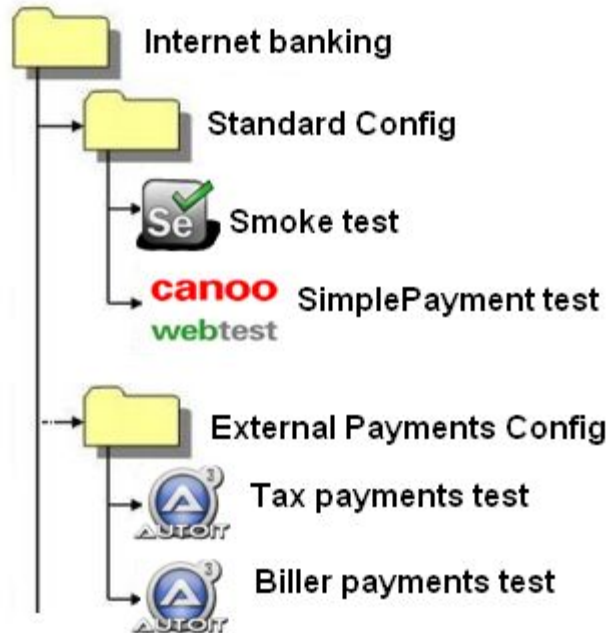 Internet banking
Standard Config
Se
Smoke test
canoo
webtest
SimplePayment test
External Payments Config
3
AUTOIT
Tax payments test
3
AUTOIT
Biller payments test